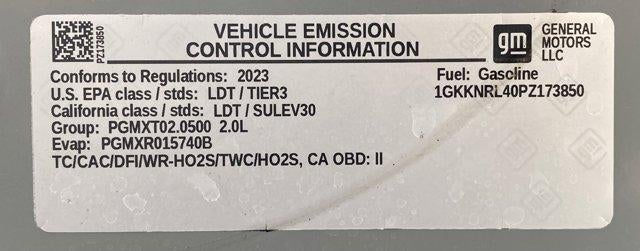 PZ173850
VEHICLE EMISSION
CONTROL INFORMATION
gm
GENERAL
MOTORS
LLC
Conforms to Regulations: 2023
Fuel: Gasoline
U.S. EPA class / stds: LDT / TIER3
1GKKNRL40PZ173850
California class / stds: LDT / SULEV30
Group: PGMXT02.0500 2.0L
Evap: PGMXR015740B
TC/CAC/DFI/WR-HO2S/TWC/HO2S, CA OBD: II